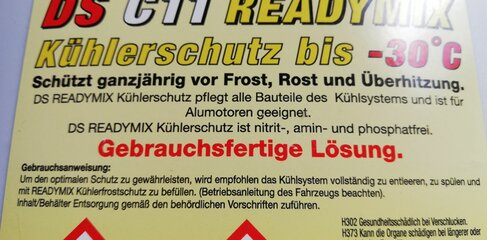 DS C11 READYMIX
Kühlerschutz bis -30°C
Schützt ganzjährig vor Frost, Rost und Überhitzung.
DS READYMIX Kühlerschutz pflegt alle Bauteile des Kühlsystems und ist für
Alumotoren geeignet.
DS READYMIX Kühlerschutz ist nitrit-, amin- und phosphatfrei.
Gebrauchsfertige Lösung.
Gebrauchsanweisung:
Um den optimalen Schutz zu gewährleisten, wird empfohlen das Kühlsystem vollständig zu entleeren, zu spülen und
mit READYMIX Kühlerfrostschutz zu befüllen. (Betriebsanleitung des Fahrzeugs beachten).
Inhalt/Behälter Entsorgung gemäß den behördlichen Vorschriften zuführen.
H302 Gesundheitsschädlich bei Verschlucken.
H373 Kann die Organe schädigen bei längerer oder